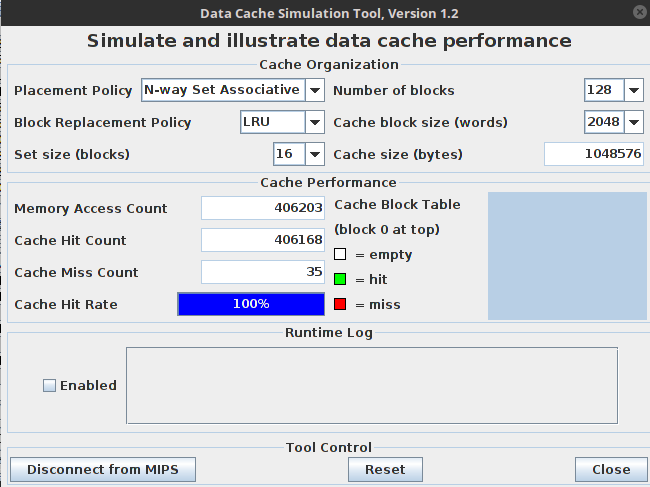 Data Cache Simulation Tool, Version 1.2
Simulate and illustrate data cache performance
Cache Organization
Placement Policy N-way Set Associative Number of blocks 128
Block Replacement Policy LRU Cache block size (words) 2048
Set size (blocks) 16 Cache size (bytes) 1048576
Cache Performance
Memory Access Count 406203 Cache Block Table
(block 0 at top)
Cache Hit Count 406168
= empty
Cache Miss Count 35 = hit
Cache Hit Rate 100% = miss
Runtime Log
Enabled
Tool Control
Disconnect from MIPS Reset Close